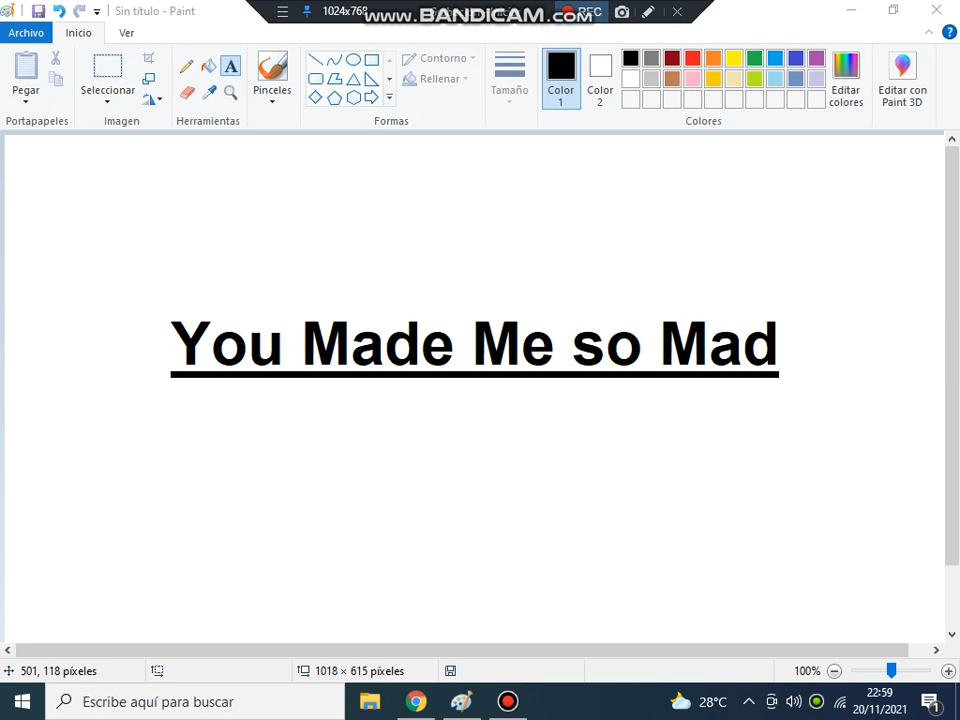 Sin título - Paint
1024x768
www.BANDICAM.com
REC
Archivo
Inicio
Ver
Pegar
Seleccionar
Pinceles
Contorno
Rellenar
Tamaño
Color 1
Color 2
Editar colores
Editar con Paint 3D
Portapapeles
Imagen
Herramientas
Formas
Colores
You Made Me so Mad
501, 118 píxeles
1018 × 615 píxeles
100%
Escribe aquí para buscar
28°C
22:59
20/11/2021
1